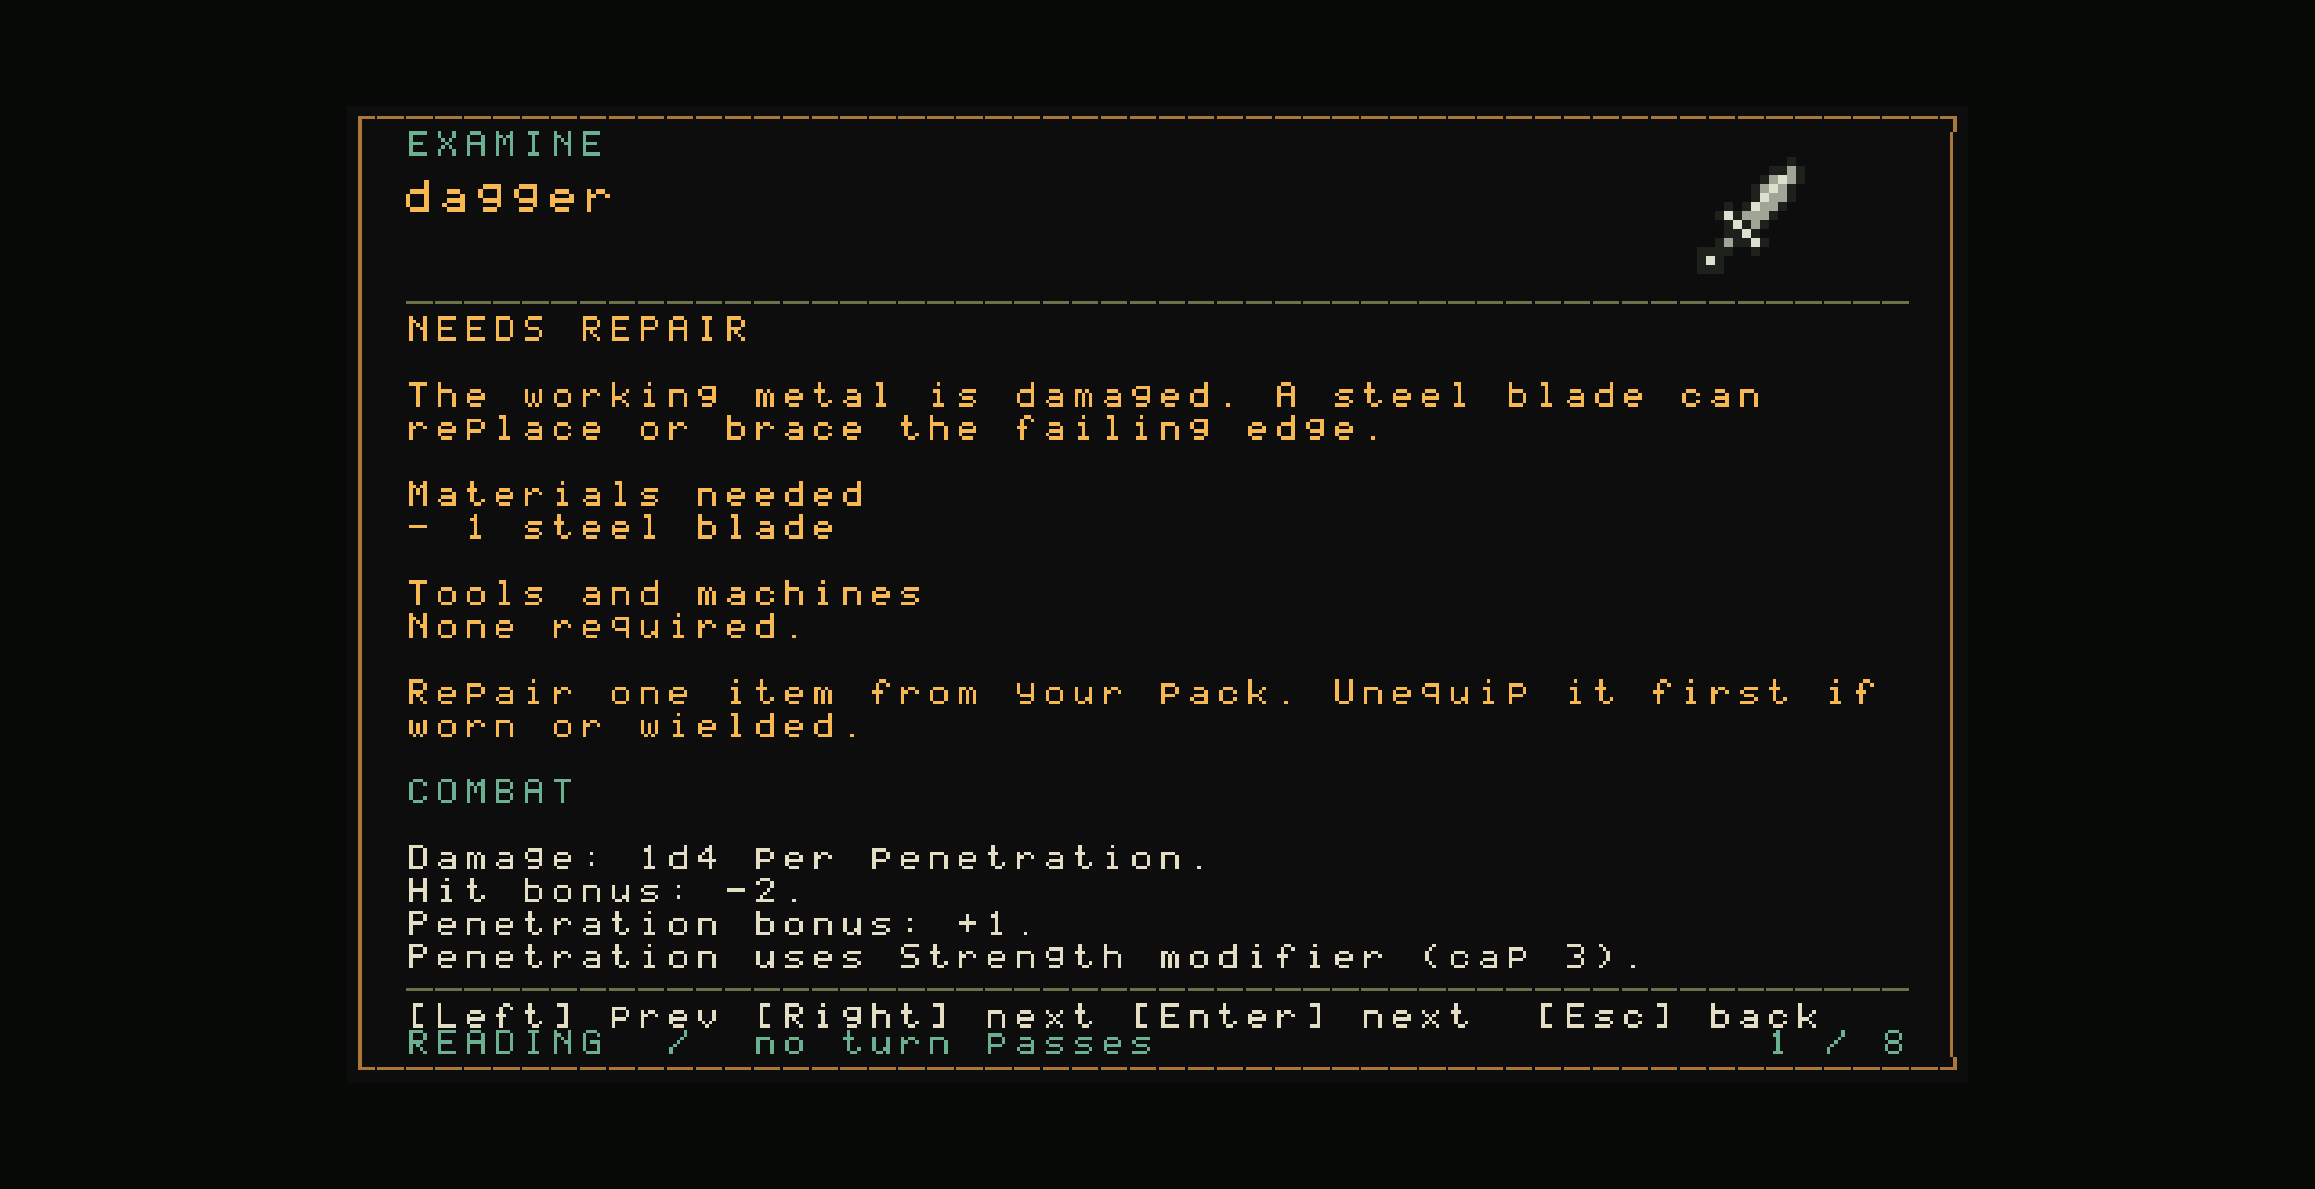 EXAMINE
dagger
NEEDS REPAIR
The working metal is damaged. A steel blade can
replace or brace the failing edge.
Materials needed
- 1 steel blade
Tools and machines
None required.
Repair one item from your pack. Unequip it first if
worn or wielded.
COMBAT
Damage: 1d4 per penetration.
Hit bonus: -2.
Penetration bonus: +1.
Penetration uses Strength modifier (cap 3).
[Left] prev [Right] next [Enter] next [Esc] back
READING / no turn passes 1 / 8